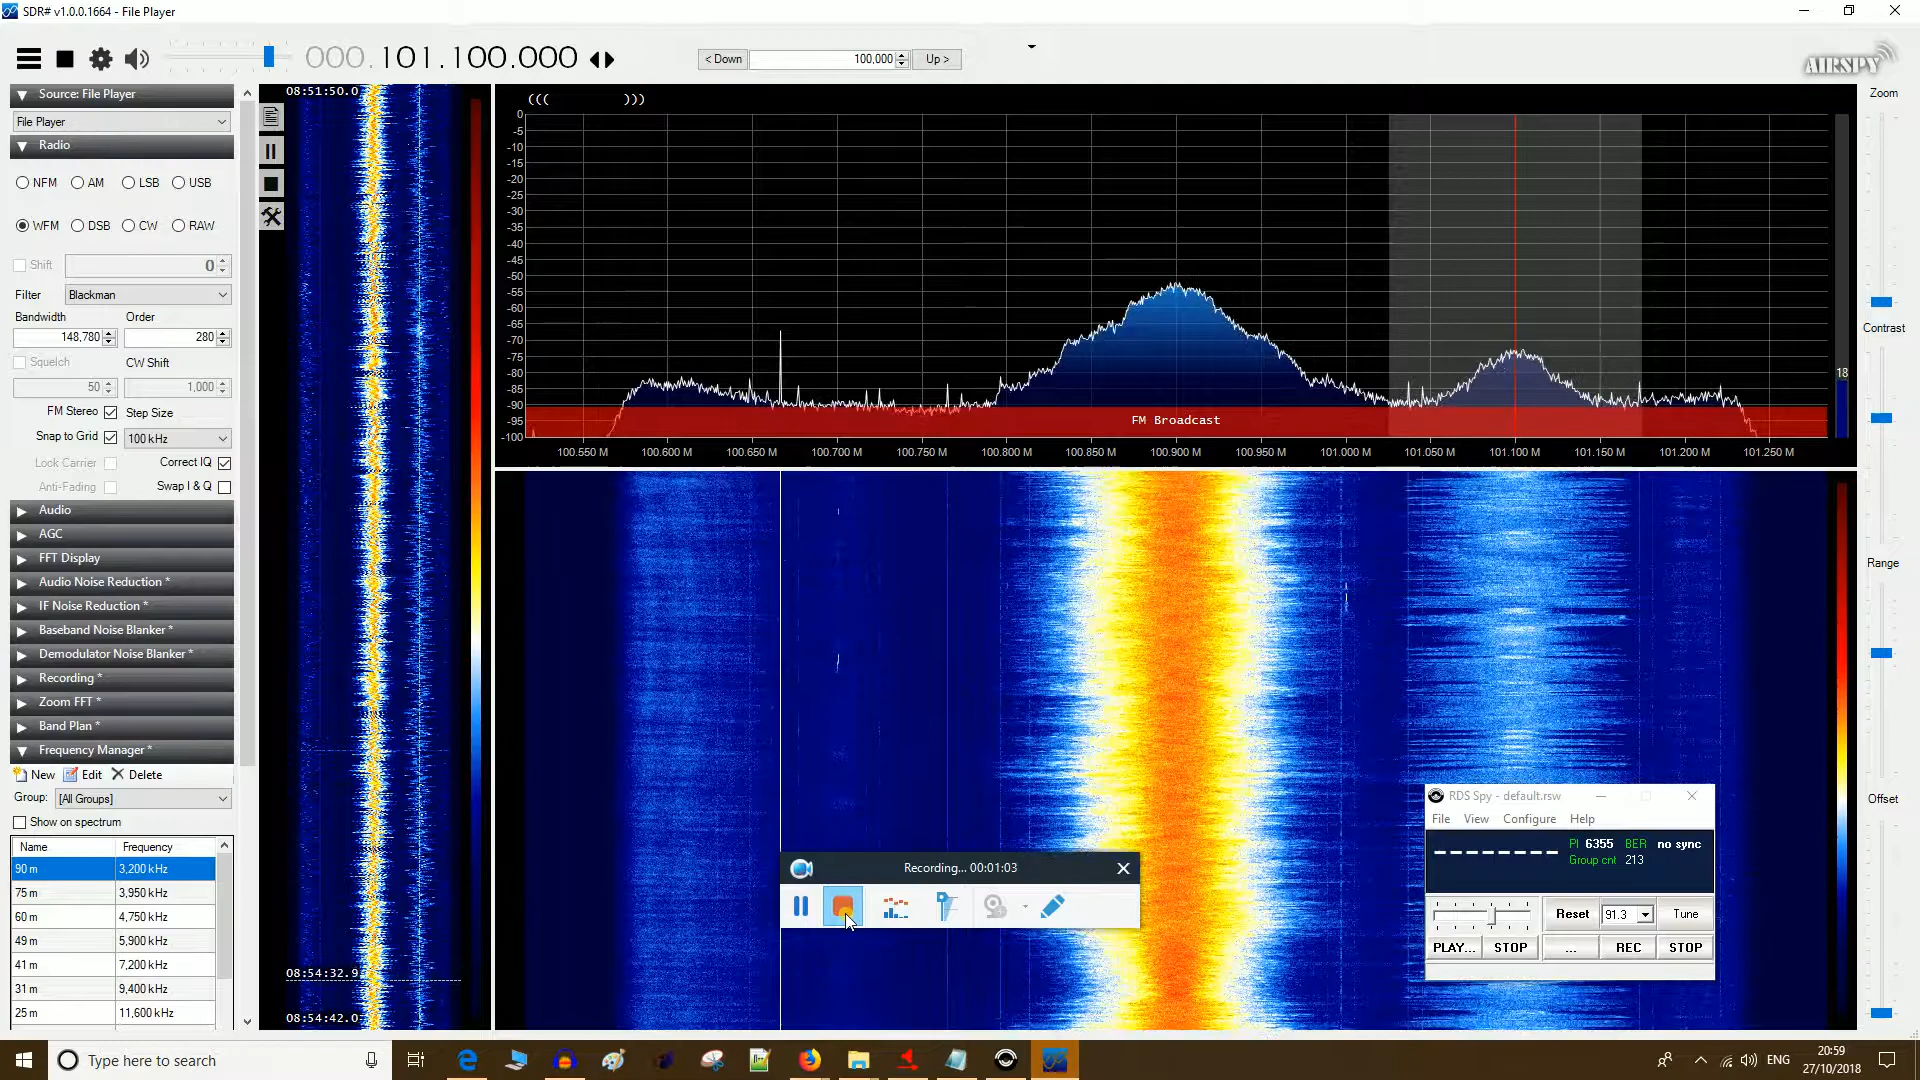 SDR# v1.0.0.1664 - File Player
000.101.100.000
< Down
100,000
Up >
AIRSPY
Source: File Player
File Player
Radio
NFM
AM
LSB
USB
WFM
DSB
CW
RAW
Shift
0
Filter
Blackman
Bandwidth
Order
148,780
280
Squelch
CW Shift
50
1,000
FM Stereo
Step Size
Snap to Grid
100 kHz
Lock Carrier
Correct IQ
Anti-Fading
Swap I & Q
Audio
AGC
FFT Display
Audio Noise Reduction *
IF Noise Reduction *
Baseband Noise Blanker *
Demodulator Noise Blanker *
Recording *
Zoom FFT *
Band Plan *
Frequency Manager *
New
Edit
Delete
Group:
[All Groups]
Show on spectrum
Name
Frequency
90 m
3,200 kHz
75 m
3,950 kHz
60 m
4,750 kHz
49 m
5,900 kHz
41 m
7,200 kHz
31 m
9,400 kHz
25 m
11,600 kHz
08:51:50.0
08:54:32.9
08:54:42.0
((( )))
0
-5
-10
-15
-20
-25
-30
-35
-40
-45
-50
-55
-60
-65
-70
-75
-80
-85
-90
-95
-100
FM Broadcast
18
100.550 M
100.600 M
100.650 M
100.700 M
100.750 M
100.800 M
100.850 M
100.900 M
100.950 M
101.000 M
101.050 M
101.100 M
101.150 M
101.200 M
101.250 M
Zoom
Contrast
Range
Offset
Recording... 00:01:03
RDS Spy - default.rsw
File
View
Configure
Help
PI 6355 BER no sync
Group cnt 213
Reset
91.3
Tune
PLAY...
STOP
...
REC
STOP
Type here to search
ENG
20:59
27/10/2018